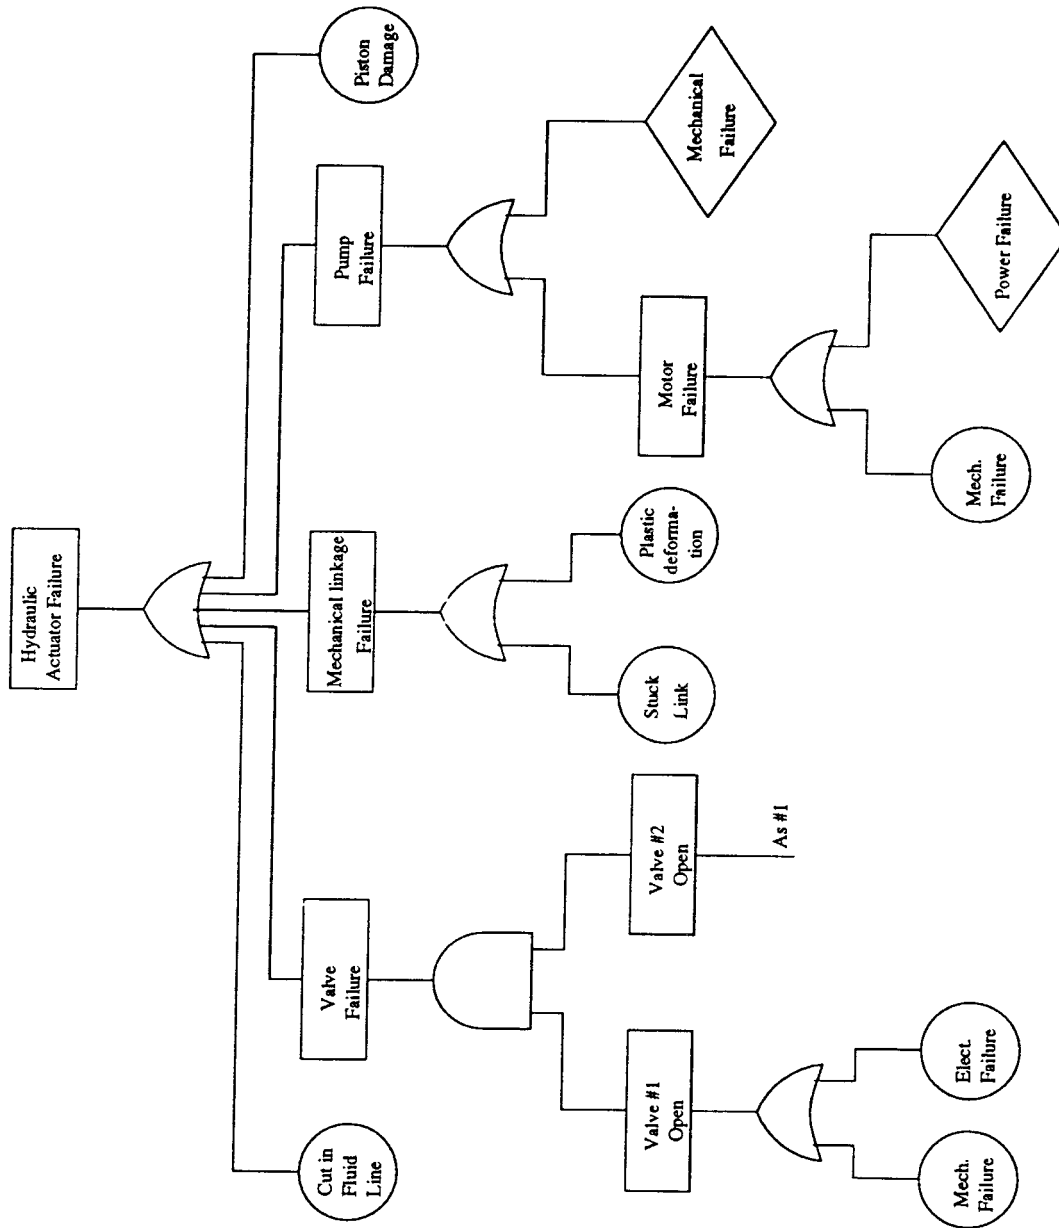 Hydraulic
Actuator Failure
Cut in
Fluid
Line
Valve
Failure
Mechanical linkage
Failure
Pump
Failure
Piston
Damage
Valve #1
Open
Valve #2
Open
As #1
Stuck
Link
Plastic
deforma-
tion
Motor
Failure
Mechanical
Failure
Mech.
Failure
Elect.
Failure
Mech.
Failure
Power Failure